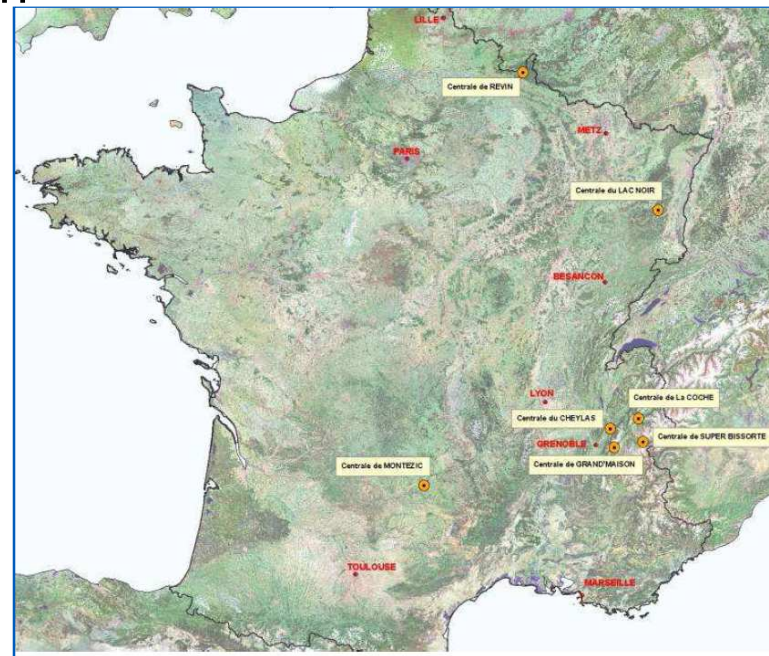 LILLE
Centrale de REVIN
METZ
PARIS
Centrale du LAC NOIR
BESANCON
LYON
Centrale de La COCHE
Centrale du CHEYLAS
GRENOBLE
Centrale de SUPER BISSORTE
Centrale de GRAND'MAISON
Centrale de MONTEZIC
TOULOUSE
MARSEILLE